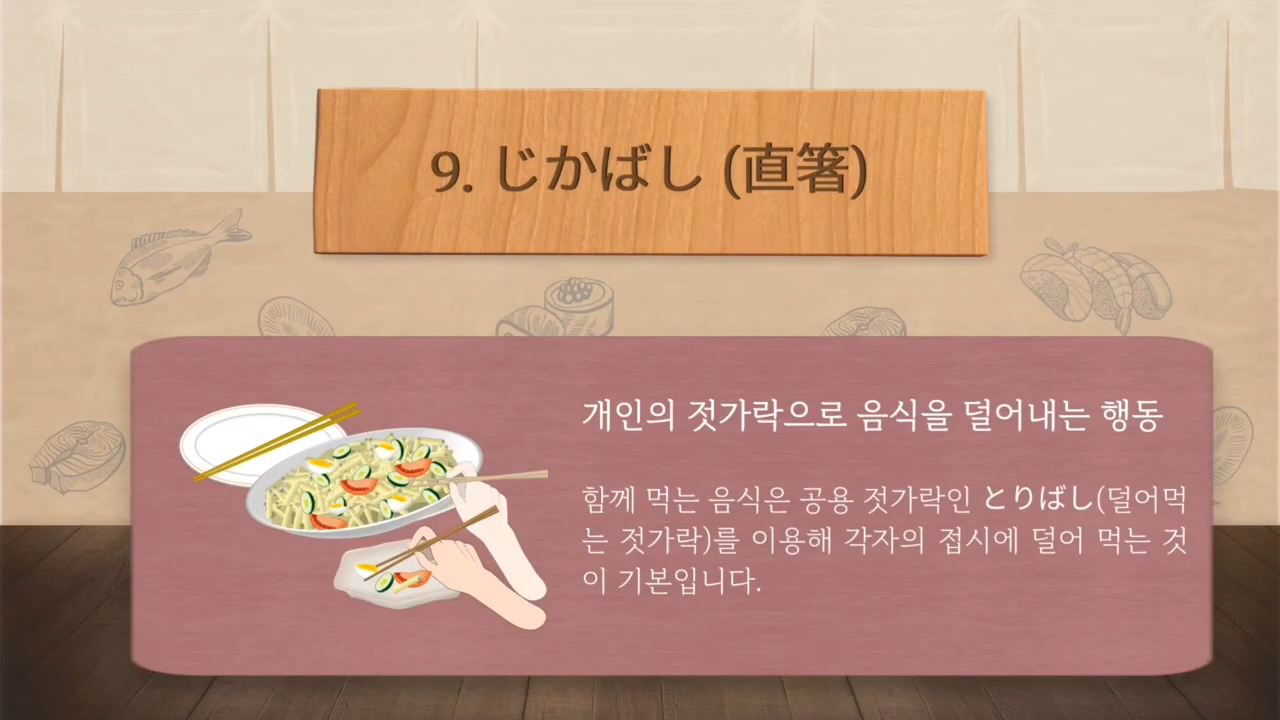 9. じかばし (直箸)
개인의 젓가락으로 음식을 덜어내는 행동
함께 먹는 음식은 공용 젓가락인 とりばし(덜어먹
는 젓가락)를 이용해 각자의 접시에 덜어 먹는 것
이 기본입니다.